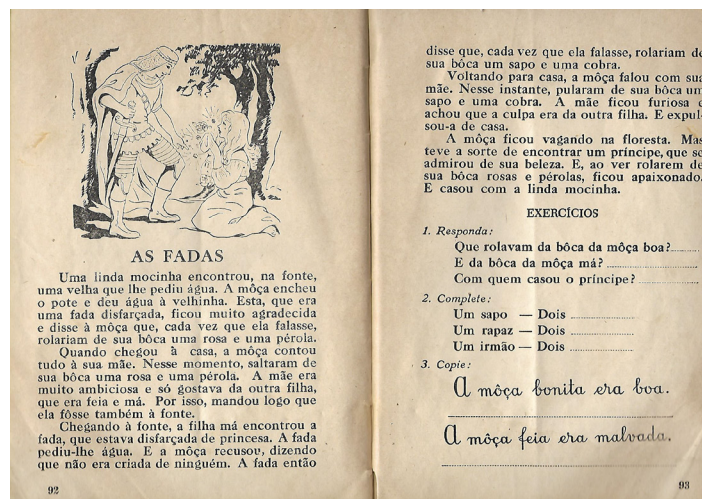 AS FADAS
Uma linda mocinha encontrou, na fonte,
uma velha que lhe pediu água. A môça encheu
o pote e deu água à velhinha. Esta, que era
uma fada disfarçada, ficou muito agradecida
e disse à môça que, cada vez que ela falasse,
rolariam de sua bôca uma rosa e uma pérola.
Quando chegou à casa, a môça contou
tudo à sua mãe. Nesse momento, saltaram de
sua bôca uma rosa e uma pérola. A mãe era
muito ambiciosa e só gostava da outra filha,
que era feia e má. Por isso, mandou logo que
ela fôsse também à fonte.
Chegando à fonte, a filha má encontrou a
fada, que estava disfarçada de princesa. A fada
pediu-lhe água. E a môça recusou, dizendo
que não era criada de ninguém. A fada então
92
disse que, cada vez que ela falasse, rolariam de
sua bôca um sapo e uma cobra.
Voltando para casa, a môça falou com sua
mãe. Nesse instante, pularam de sua bôca um
sapo e uma cobra. A mãe ficou furiosa e
achou que a culpa era da outra filha. E expul-
sou-a de casa.
A môça ficou vagando na floresta. Mas
teve a sorte de encontrar um príncipe, que se
admirou de sua beleza. E, ao ver rolarem de
sua bôca rosas e pérolas, ficou apaixonado.
E casou com a linda mocinha.
EXERCÍCIOS
1. Responda:
Que rolavam da bôca da môça boa?..........
E da bôca da môça má? ..........
Com quem casou o príncipe? ..........
2. Complete:
Um sapo — Dois ..........
Um rapaz — Dois ..........
Um irmão — Dois ..........
3. Copie:
A môça bonita era boa.
A môça feia era malvada.
93